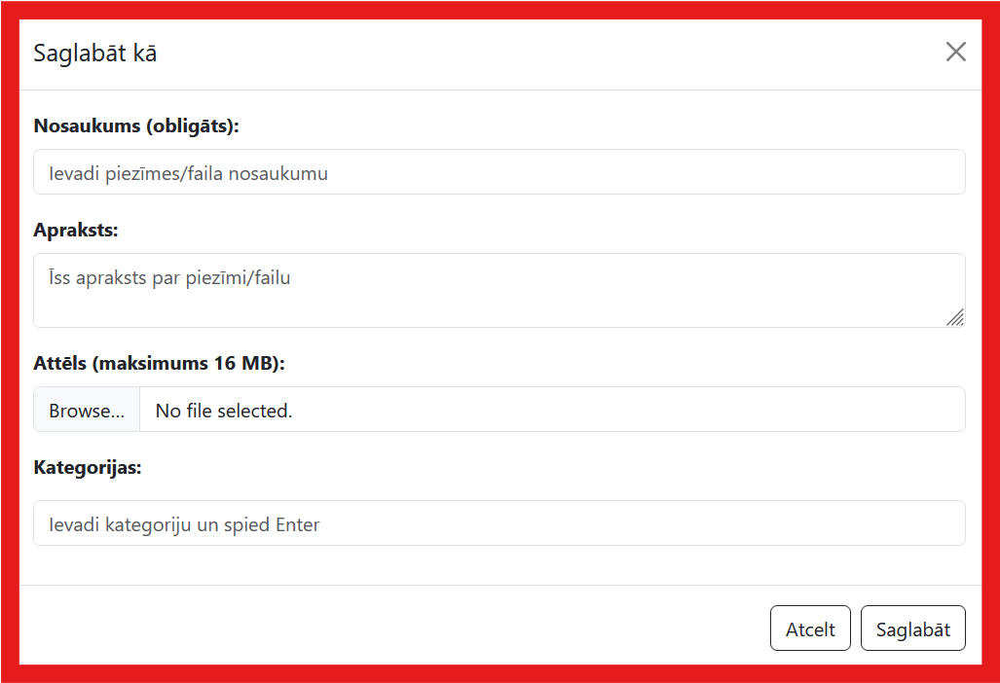 Saglabāt kā
Nosaukums (obligāts):
Ievadi piezīmes/faila nosaukumu
Apraksts:
Īss apraksts par piezīmi/failu
Attēls (maksimums 16 MB):
Browse... No file selected.
Kategorijas:
Ievadi kategoriju un spied Enter
Atcelt Saglabāt